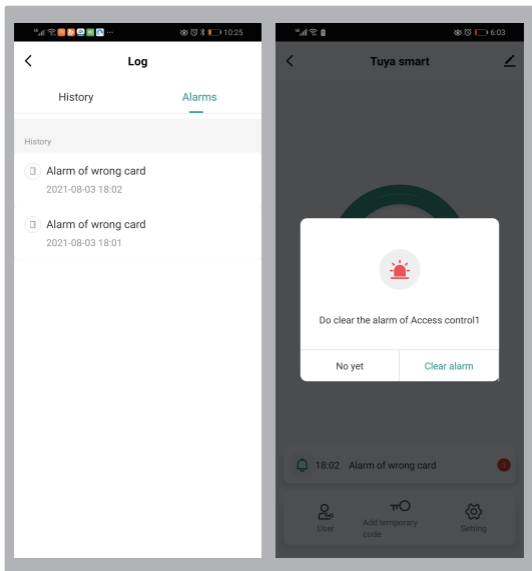 10:25
Log
History
Alarms
History
Alarm of wrong card
2021-08-03 18:02
Alarm of wrong card
2021-08-03 18:01
6:03
Tuya smart
Do clear the alarm of Access control1
No yet
Clear alarm
18:02 Alarm of wrong card
1
User
Add temporary
code
Setting